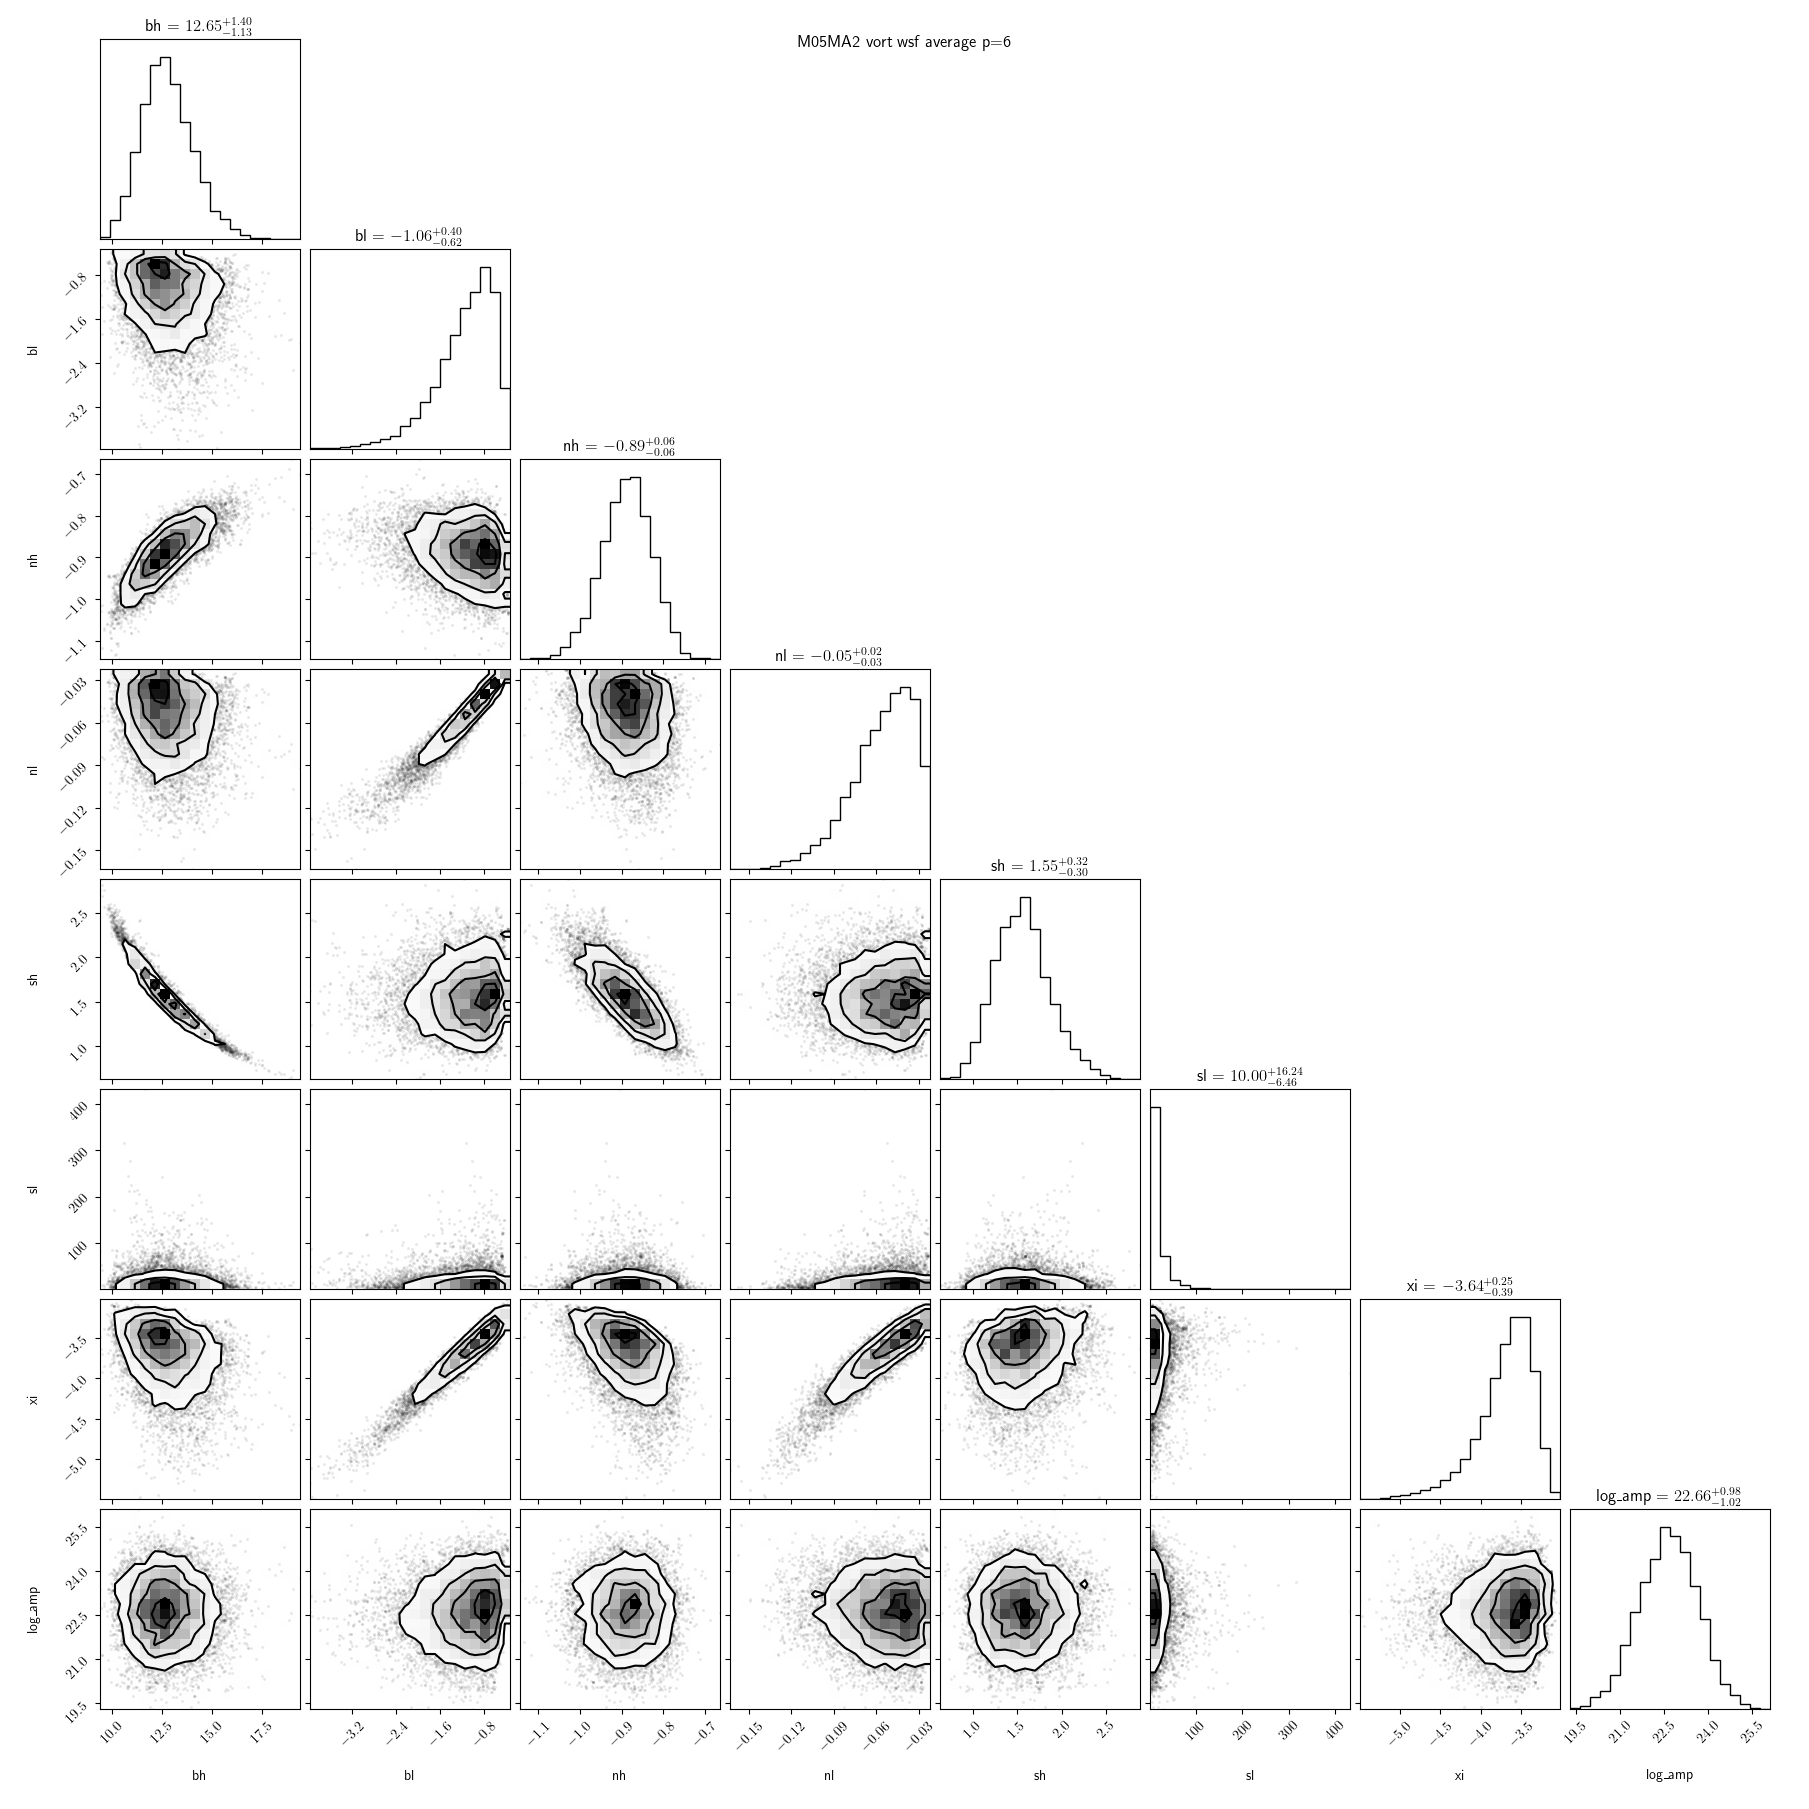 bh = 12.65+1.40 −1.13
M05MA2 vort wsf average p=6
bl = −1.06+0.40 −0.62
−0.8
−1.6
−2.4
−3.2
bl
nh = −0.89+0.06 −0.06
−0.7
−0.8
−0.9
−1.0
−1.1
nh
nl = −0.05+0.02 −0.03
−0.03
−0.06
−0.09
−0.12
−0.15
nl
sh = 1.55+0.32 −0.30
2.5
2.0
1.5
1.0
sh
sl = 10.00+16.24 −6.46
400
300
200
100
sl
xi = −3.64+0.25 −0.39
−3.5
−4.0
−4.5
−5.0
xi
log_amp = 22.66+0.98 −1.02
25.5
24.0
22.5
21.0
19.5
log_amp
10.0 12.5 15.0 17.5 −3.2 −2.4 −1.6 −0.8 −1.1 −1.0 −0.9 −0.8 −0.7 −0.15 −0.12 −0.09 −0.06 −0.03 1.0 1.5 2.0 2.5 100 200 300 400 −5.0 −4.5 −4.0 −3.5 19.5 21.0 22.5 24.0 25.5
bh bl nh nl sh sl xi log_amp